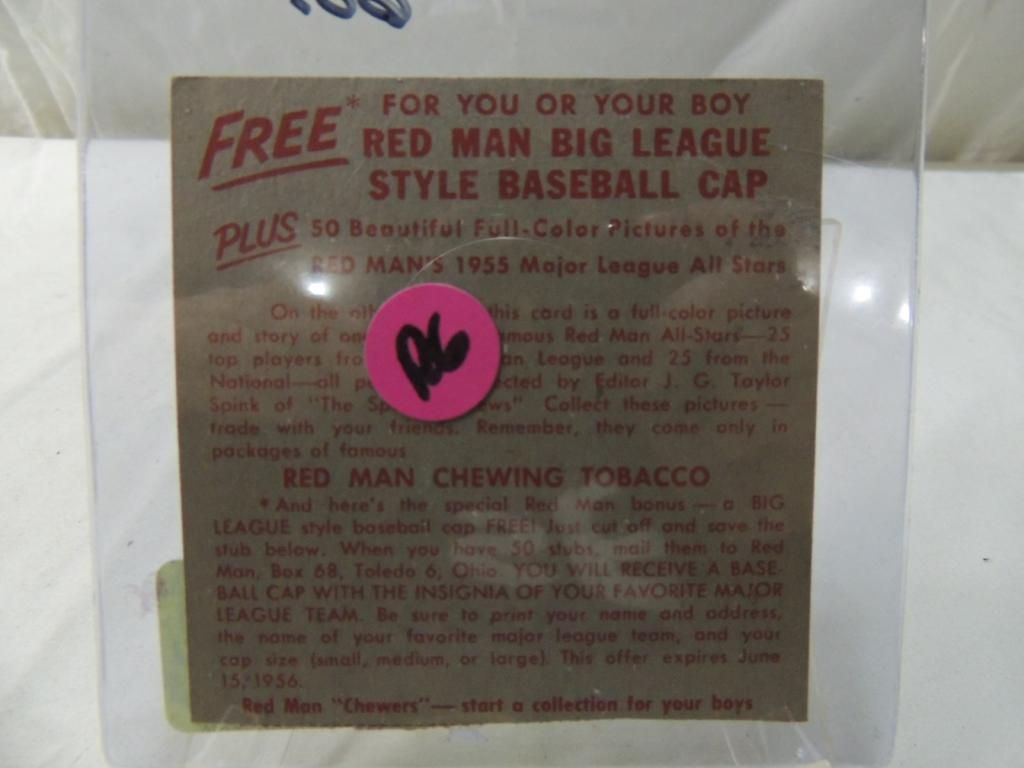 FREE* FOR YOU OR YOUR BOY
RED MAN BIG LEAGUE
STYLE BASEBALL CAP
PLUS 50 Beautiful Full-Color Pictures of the
RED MAN'S 1955 Major League All Stars
On the oth this card is a full-color picture
and story of one amous Red Man All-Stars—25
top players fro an League and 25 from the
National—all pe ected by Editor J. G. Taylor
Spink of "The Sp ews" Collect these pictures—
trade with your friends. Remember, they come only in
packages of famous
RED MAN CHEWING TOBACCO
*And here's the special Red Man bonus—a BIG
LEAGUE style baseball cap FREE! Just cut off and save the
stub below. When you have 50 stubs, mail them to Red
Man, Box 68, Toledo 6, Ohio. YOU WILL RECEIVE A BASE-
BALL CAP WITH THE INSIGNIA OF YOUR FAVORITE MAJOR
LEAGUE TEAM. Be sure to print your name and address,
the name of your favorite major league team, and your
cap size (small, medium, or large). This offer expires June
15, 1956.
Red Man "Chewers"—start a collection for your boys